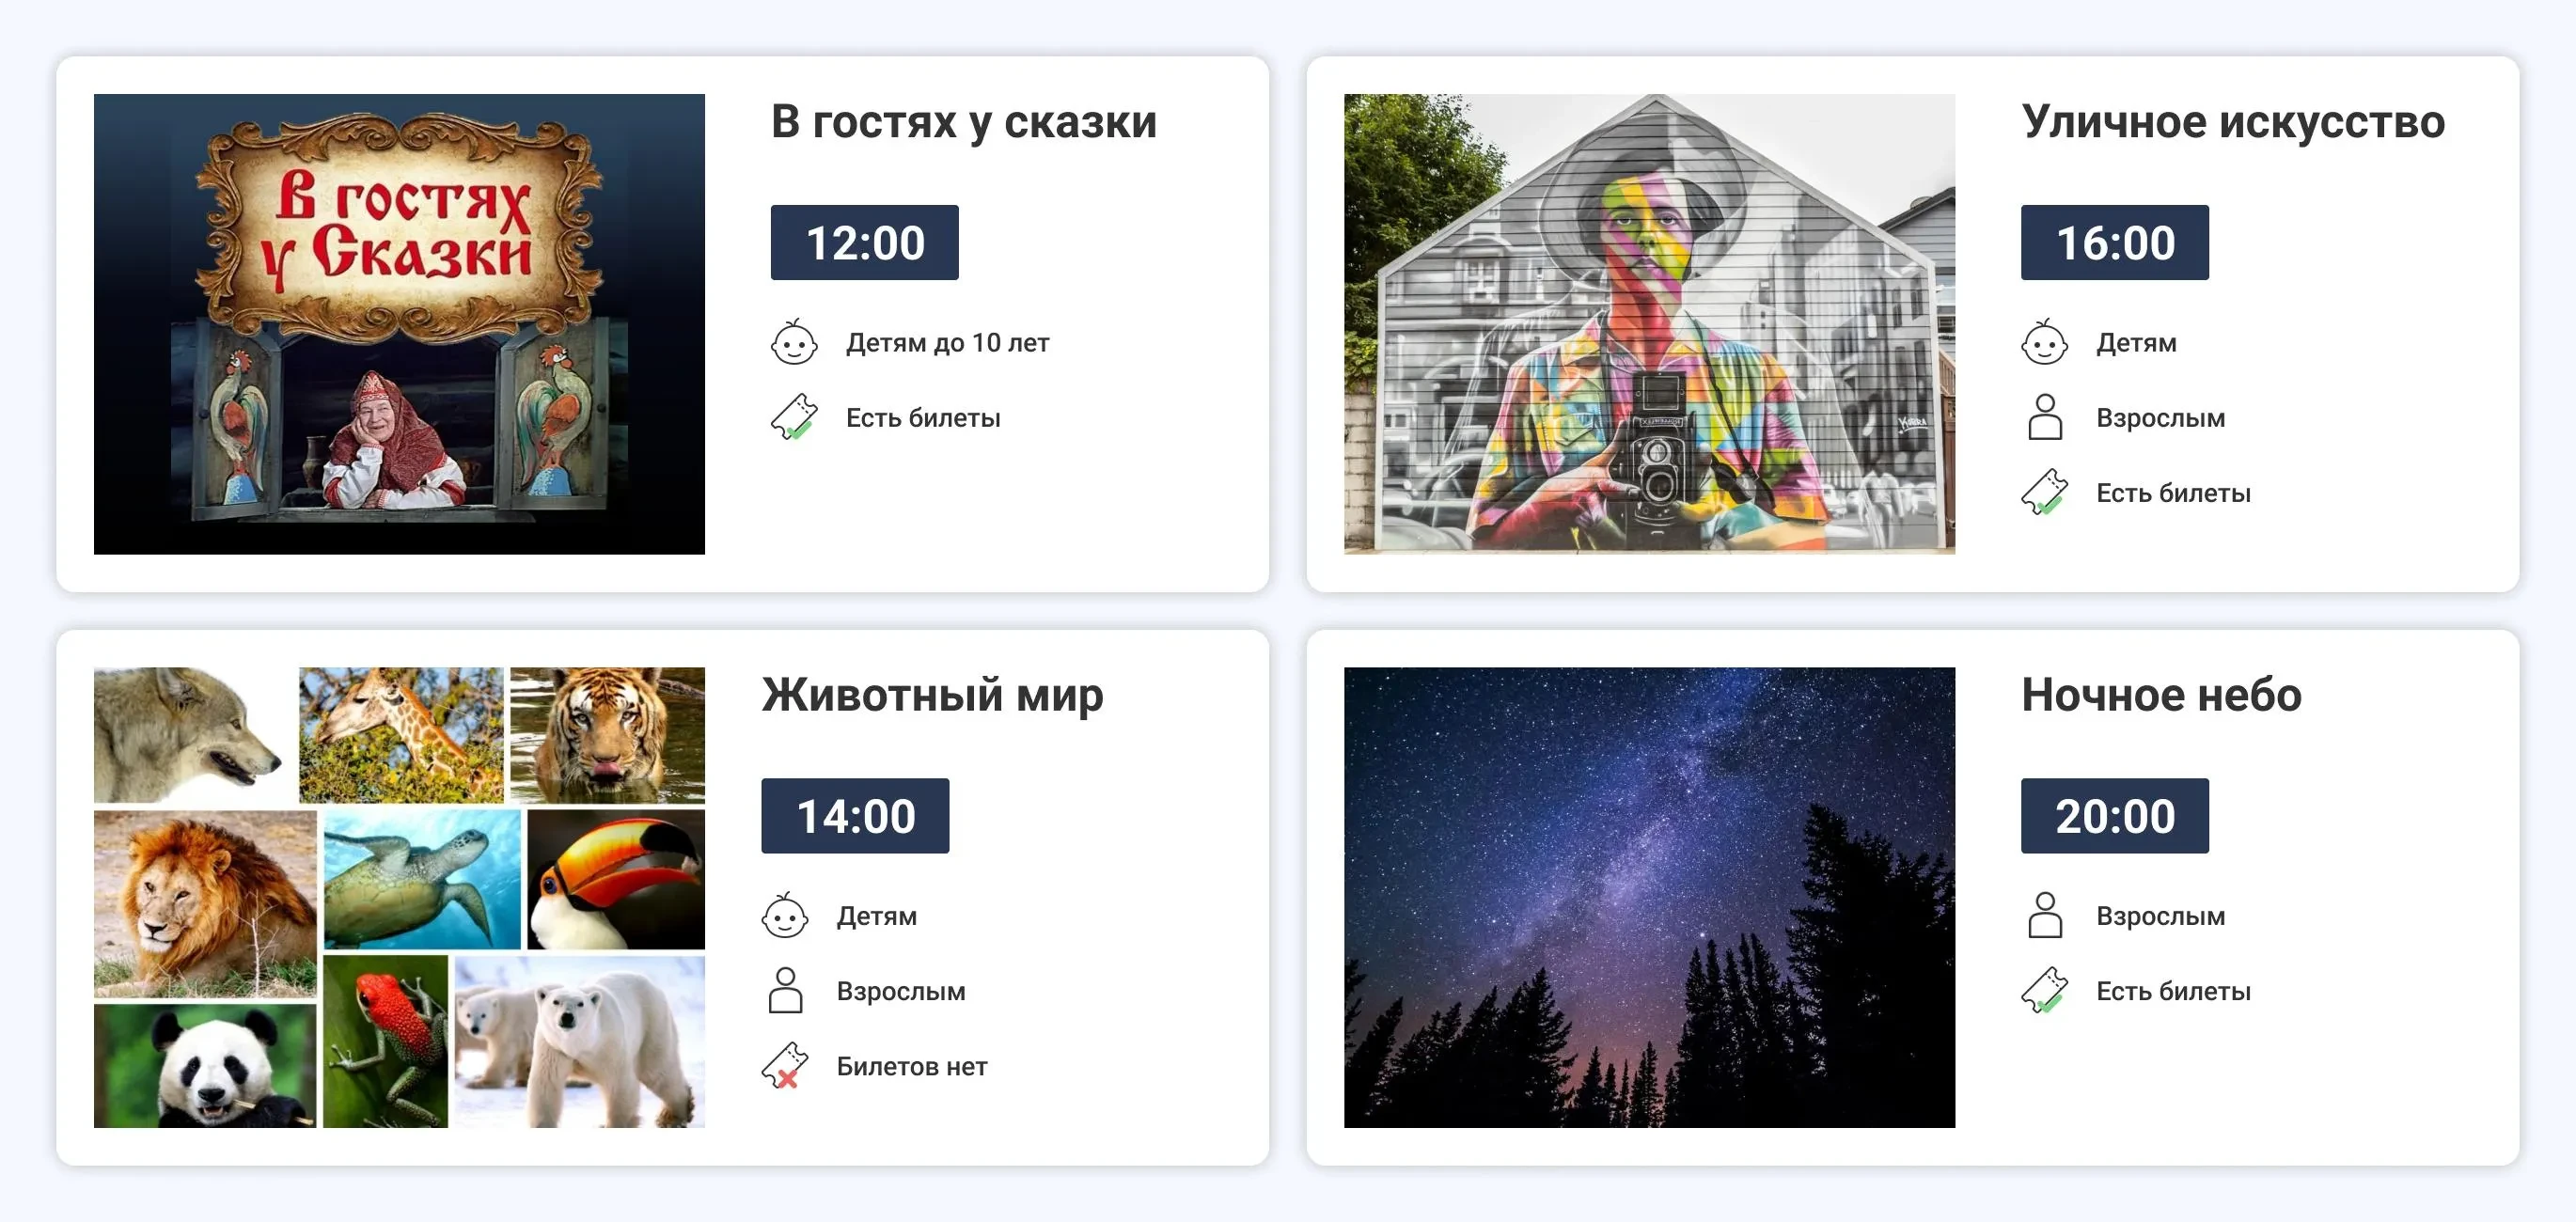 В гостях
у Сказки
В гостях у сказки
12:00
Детям до 10 лет
Есть билеты
KOBRA
Уличное искусство
16:00
Детям
Взрослым
Есть билеты
Животный мир
14:00
Детям
Взрослым
Билетов нет
Ночное небо
20:00
Взрослым
Есть билеты